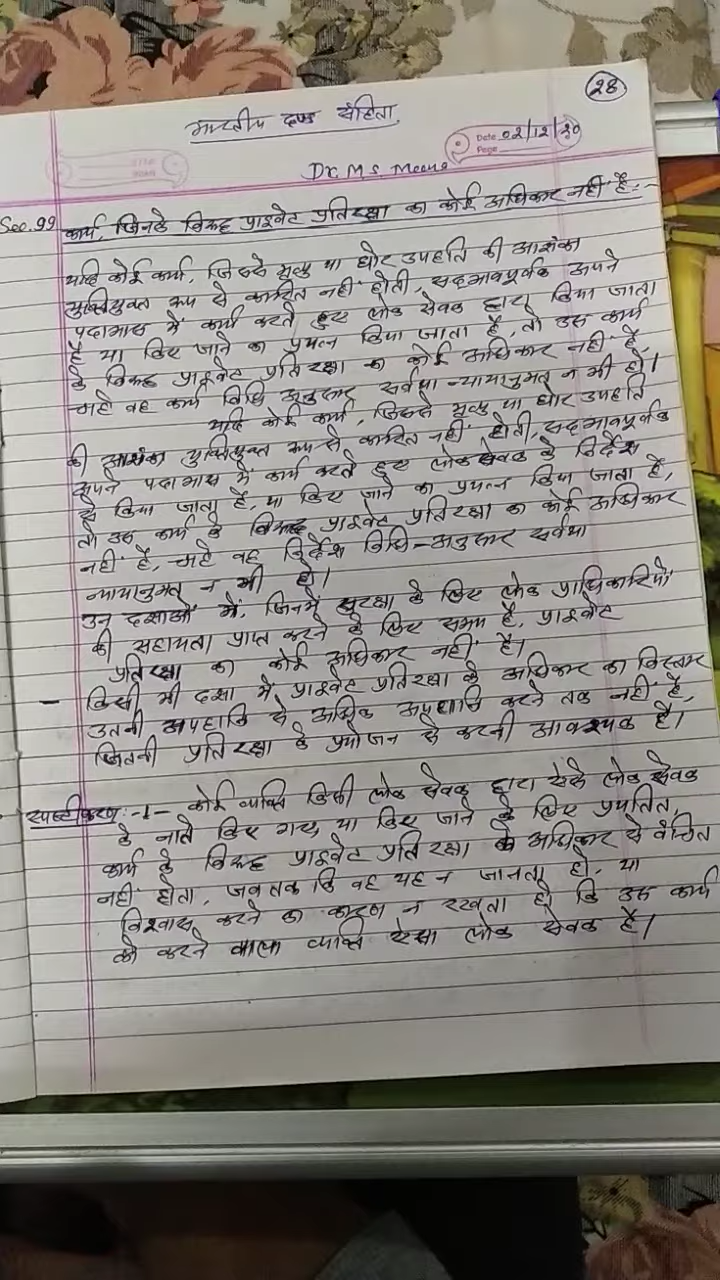 28
भारतीय दण्ड संहिता,
Date 02/12/20
Page
Dr. M.S. Meena
Sec. 99 कार्य, जिनके विरूद्ध प्राइवेट प्रतिरक्षा का कोई अधिकार नहीं है:-
यदि कोई कार्य, जिससे मृत्यु या घोर उपहति की आशंका
युक्तियुक्त रूप से कारित नहीं होती, सद्भावपूर्वक अपने
पदाभास में कार्य करते हुए लोक सेवक द्वारा किया जाता
है या किए जाने का प्रयत्न किया जाता है, तो उस कार्य
के विरूद्ध प्राइवेट प्रतिरक्षा का कोई अधिकार नहीं है,
चाहे वह कार्य विधि अनुसार सर्वथा न्यायानुमत् न भी हो।
यदि कोई कार्य, जिससे मृत्यु या घोर उपहति
की आशंका युक्तियुक्त रूप से कारित नहीं होती, सद्भावपूर्वक
अपने पदाभास में कार्य करते हुए लोक सेवक के निर्देश
से किया जाता है, या किए जाने का प्रयत्न किया जाता है,
तो उस कार्य के विरूद्ध प्राइवेट प्रतिरक्षा का कोई अधिकार
नहीं है, चाहे वह निर्देश विधि-अनुसार सर्वथा
न्यायानुमत् न भी हो।
उन दशाओं में, जिनमें सुरक्षा के लिए लोक प्राधिकारियों
की सहायता प्राप्त करने के लिए समय है, प्राइवेट
प्रतिरक्षा का कोई अधिकार नहीं है।
- किसी भी दशा में प्राइवेट प्रतिरक्षा के अधिकार का विस्तार
उतनी अपहानि से अधिक अपहानि करने तक नहीं है,
जितनी प्रतिरक्षा के प्रयोजन से करनी आवश्यक है।
स्पष्टीकरण:-1- कोई व्यक्ति किसी लोक सेवक द्वारा ऐसे लोक सेवक
के नाते किए गए, या किए जाने के लिए प्रयतित,
कार्य के विरूद्ध प्राइवेट प्रतिरक्षा के अधिकार से वंचित
नहीं होता, जब तक कि वह यह न जानता हो, या
विश्वास करने का कारण न रखता हो कि उस कार्य
को करने वाला व्यक्ति ऐसा लोक सेवक है।